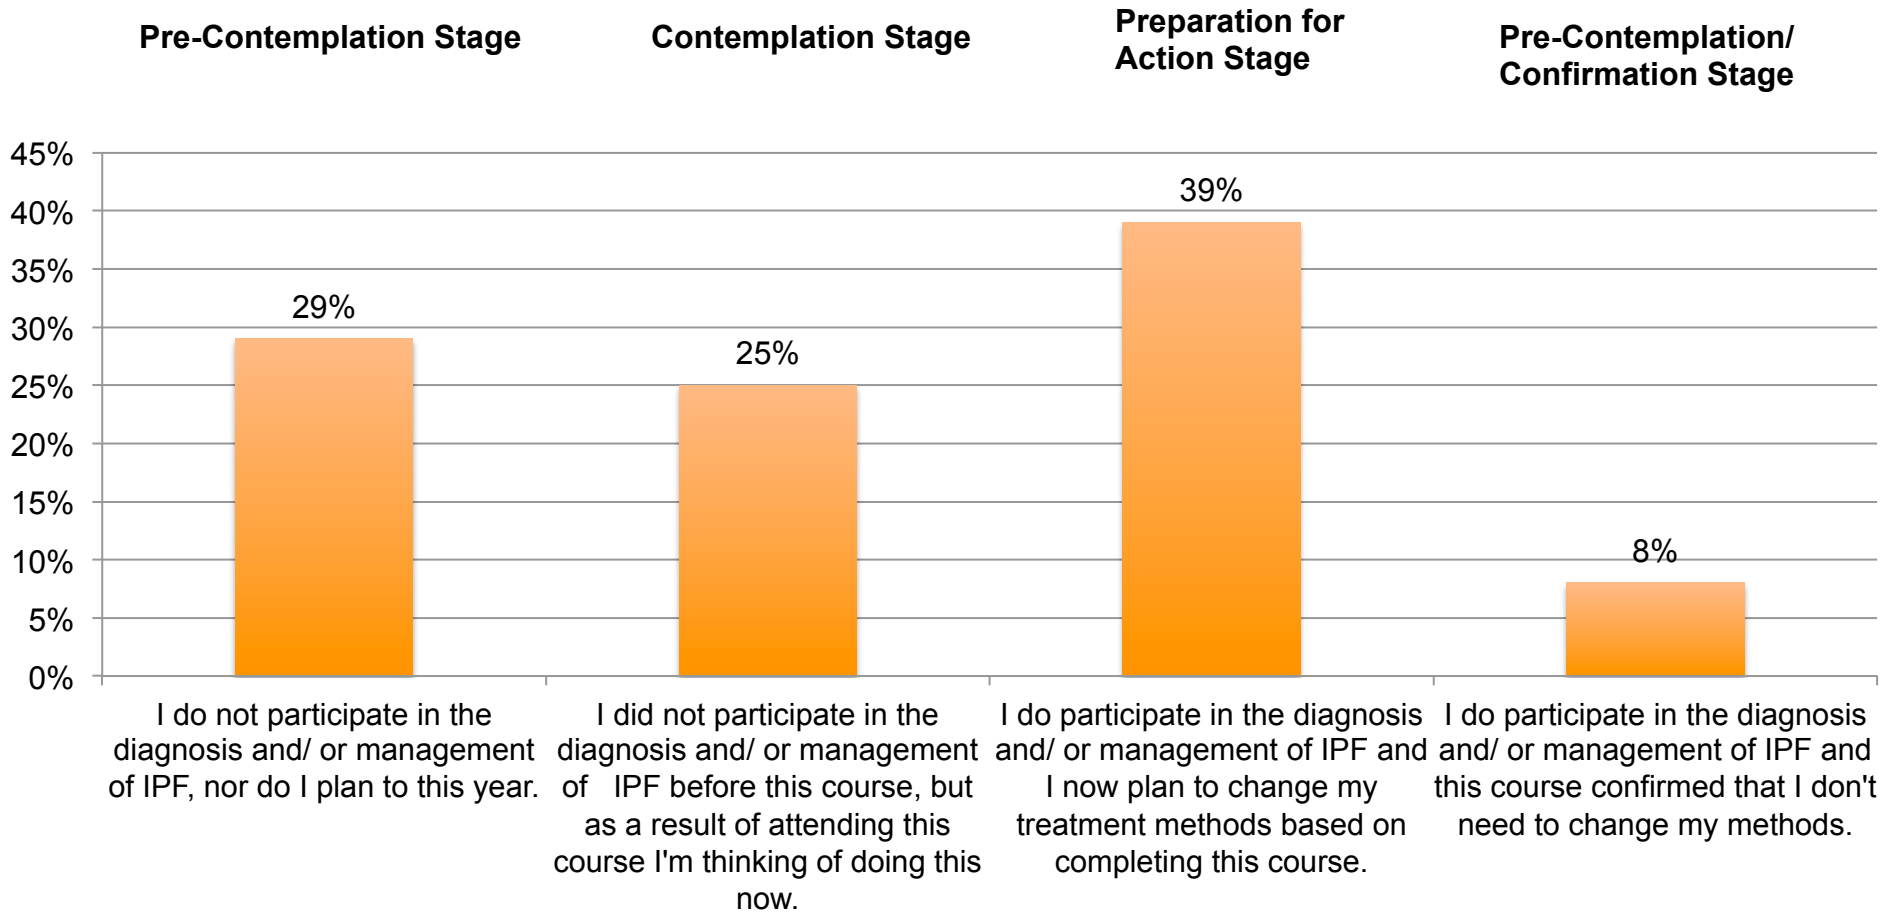 Pre-Contemplation Stage
Contemplation Stage
Preparation for
Action Stage
Pre-Contemplation/
Confirmation Stage
45%
40%
35%
30%
25%
20%
15%
10%
5%
0%
29%
25%
39%
8%
I do not participate in the
diagnosis and/ or management
of IPF, nor do I plan to this year.
I did not participate in the
diagnosis and/ or management
of   IPF before this course, but
as a result of attending this
course I'm thinking of doing this
now.
I do participate in the diagnosis
and/ or management of IPF and
I now plan to change my
treatment methods based on
completing this course.
I do participate in the diagnosis
and/ or management of IPF and
this course confirmed that I don't
need to change my methods.